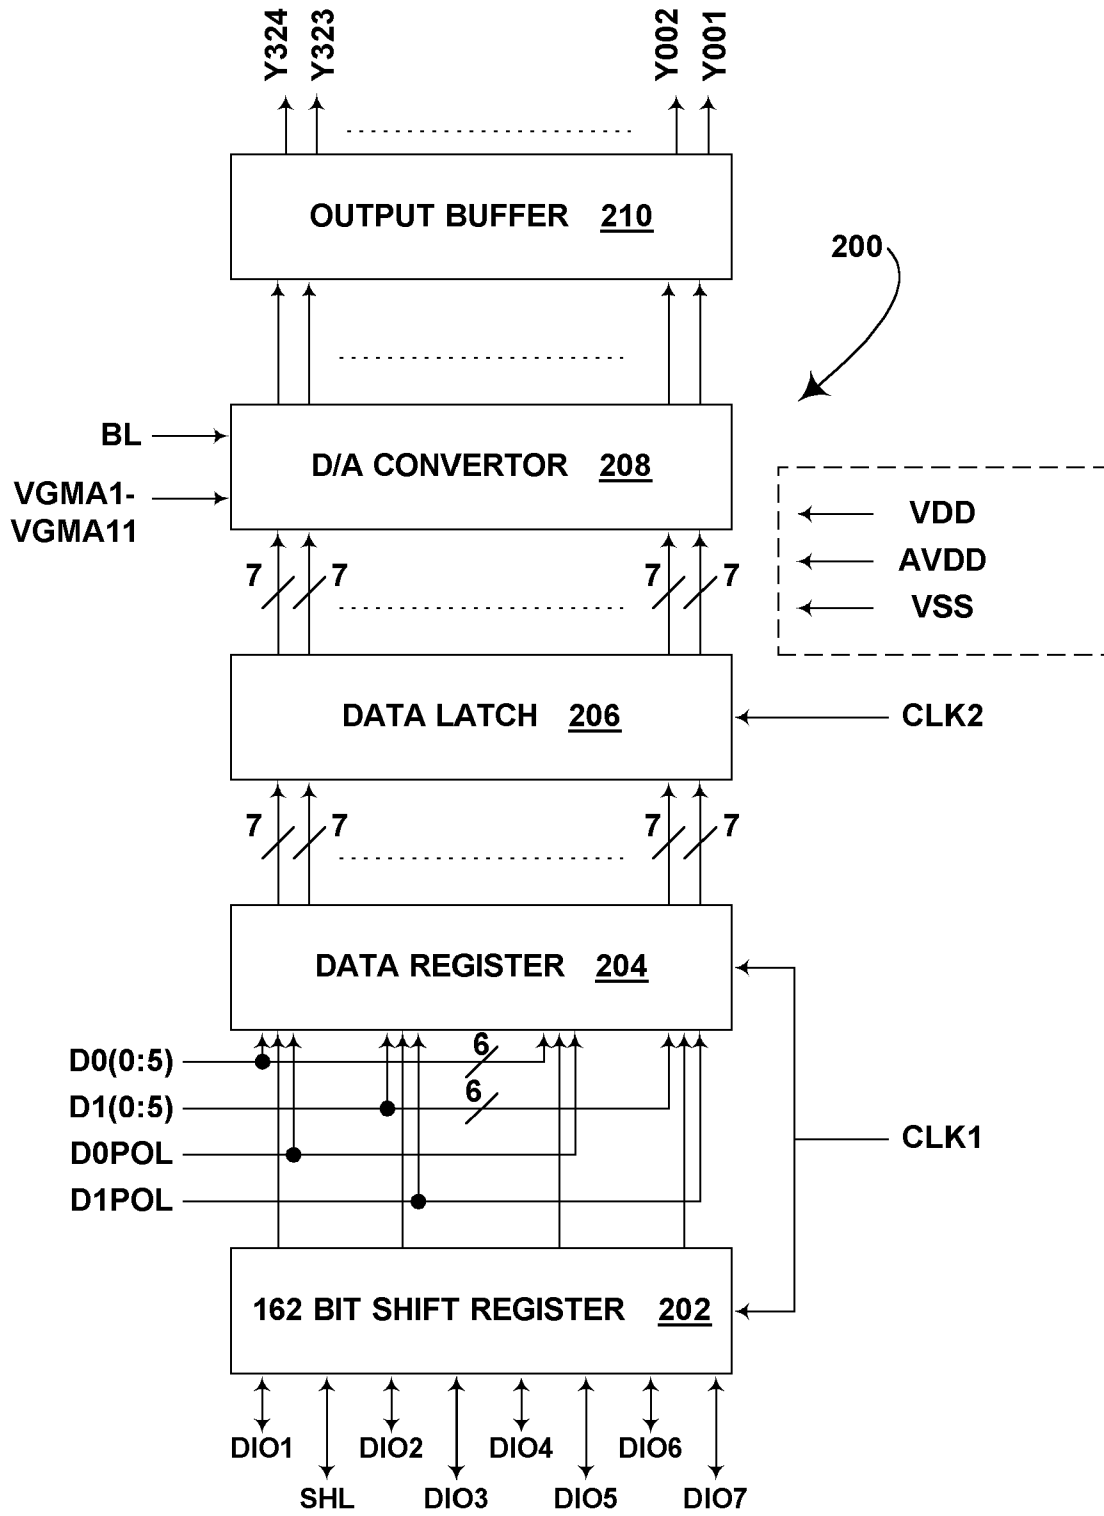 Y324 Y323 Y002 Y001
OUTPUT BUFFER 210
200
BL
D/A CONVERTOR 208
VGMA1-
VGMA11
VDD
AVDD
VSS
7 7 7 7
DATA LATCH 206
CLK2
7 7 7 7
DATA REGISTER 204
6
D0(0:5)
6
D1(0:5)
D0POL
CLK1
D1POL
162 BIT SHIFT REGISTER 202
DIO1 DIO2 DIO4 DIO6
SHL DIO3 DIO5 DIO7